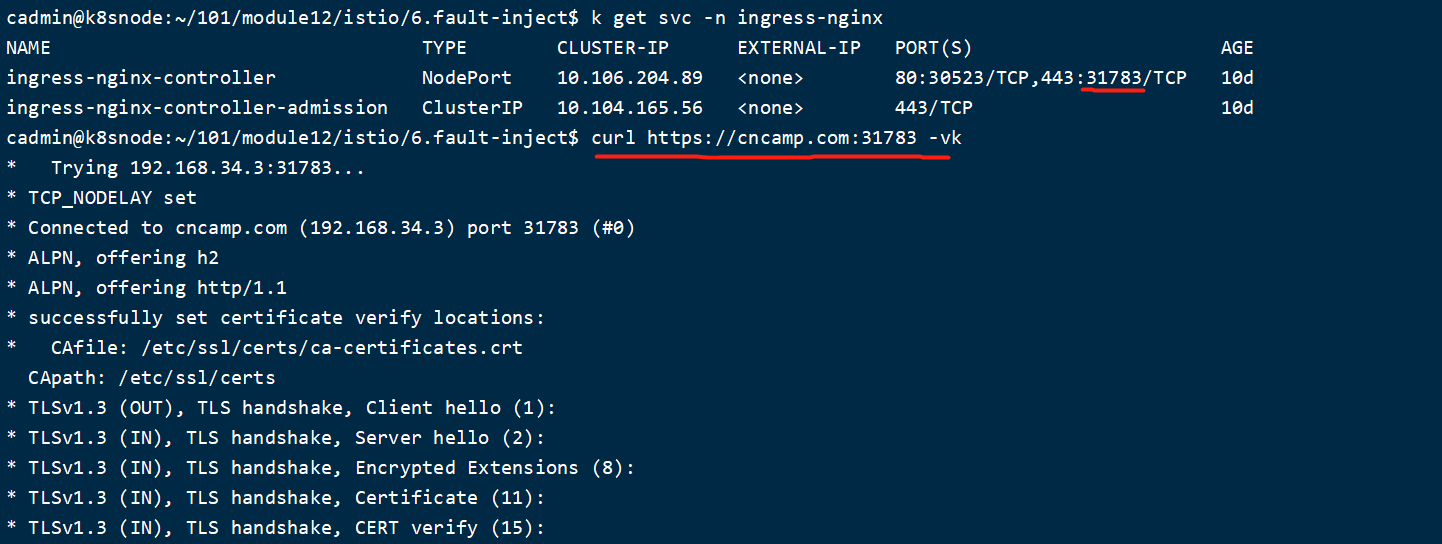 cadmin@k8snode:~/101/module12/istio/6.fault-inject$ k get svc -n ingress-nginx
NAME                                 TYPE        CLUSTER-IP      EXTERNAL-IP   PORT(S)                      AGE
ingress-nginx-controller             NodePort    10.106.204.89   <none>        80:30523/TCP,443:31783/TCP   10d
ingress-nginx-controller-admission   ClusterIP   10.104.165.56   <none>        443/TCP                      10d
cadmin@k8snode:~/101/module12/istio/6.fault-inject$ curl https://cncamp.com:31783 -vk
*   Trying 192.168.34.3:31783...
* TCP_NODELAY set
* Connected to cncamp.com (192.168.34.3) port 31783 (#0)
* ALPN, offering h2
* ALPN, offering http/1.1
* successfully set certificate verify locations:
*   CAfile: /etc/ssl/certs/ca-certificates.crt
  CApath: /etc/ssl/certs
* TLSv1.3 (OUT), TLS handshake, Client hello (1):
* TLSv1.3 (IN), TLS handshake, Server hello (2):
* TLSv1.3 (IN), TLS handshake, Encrypted Extensions (8):
* TLSv1.3 (IN), TLS handshake, Certificate (11):
* TLSv1.3 (IN), TLS handshake, CERT verify (15):